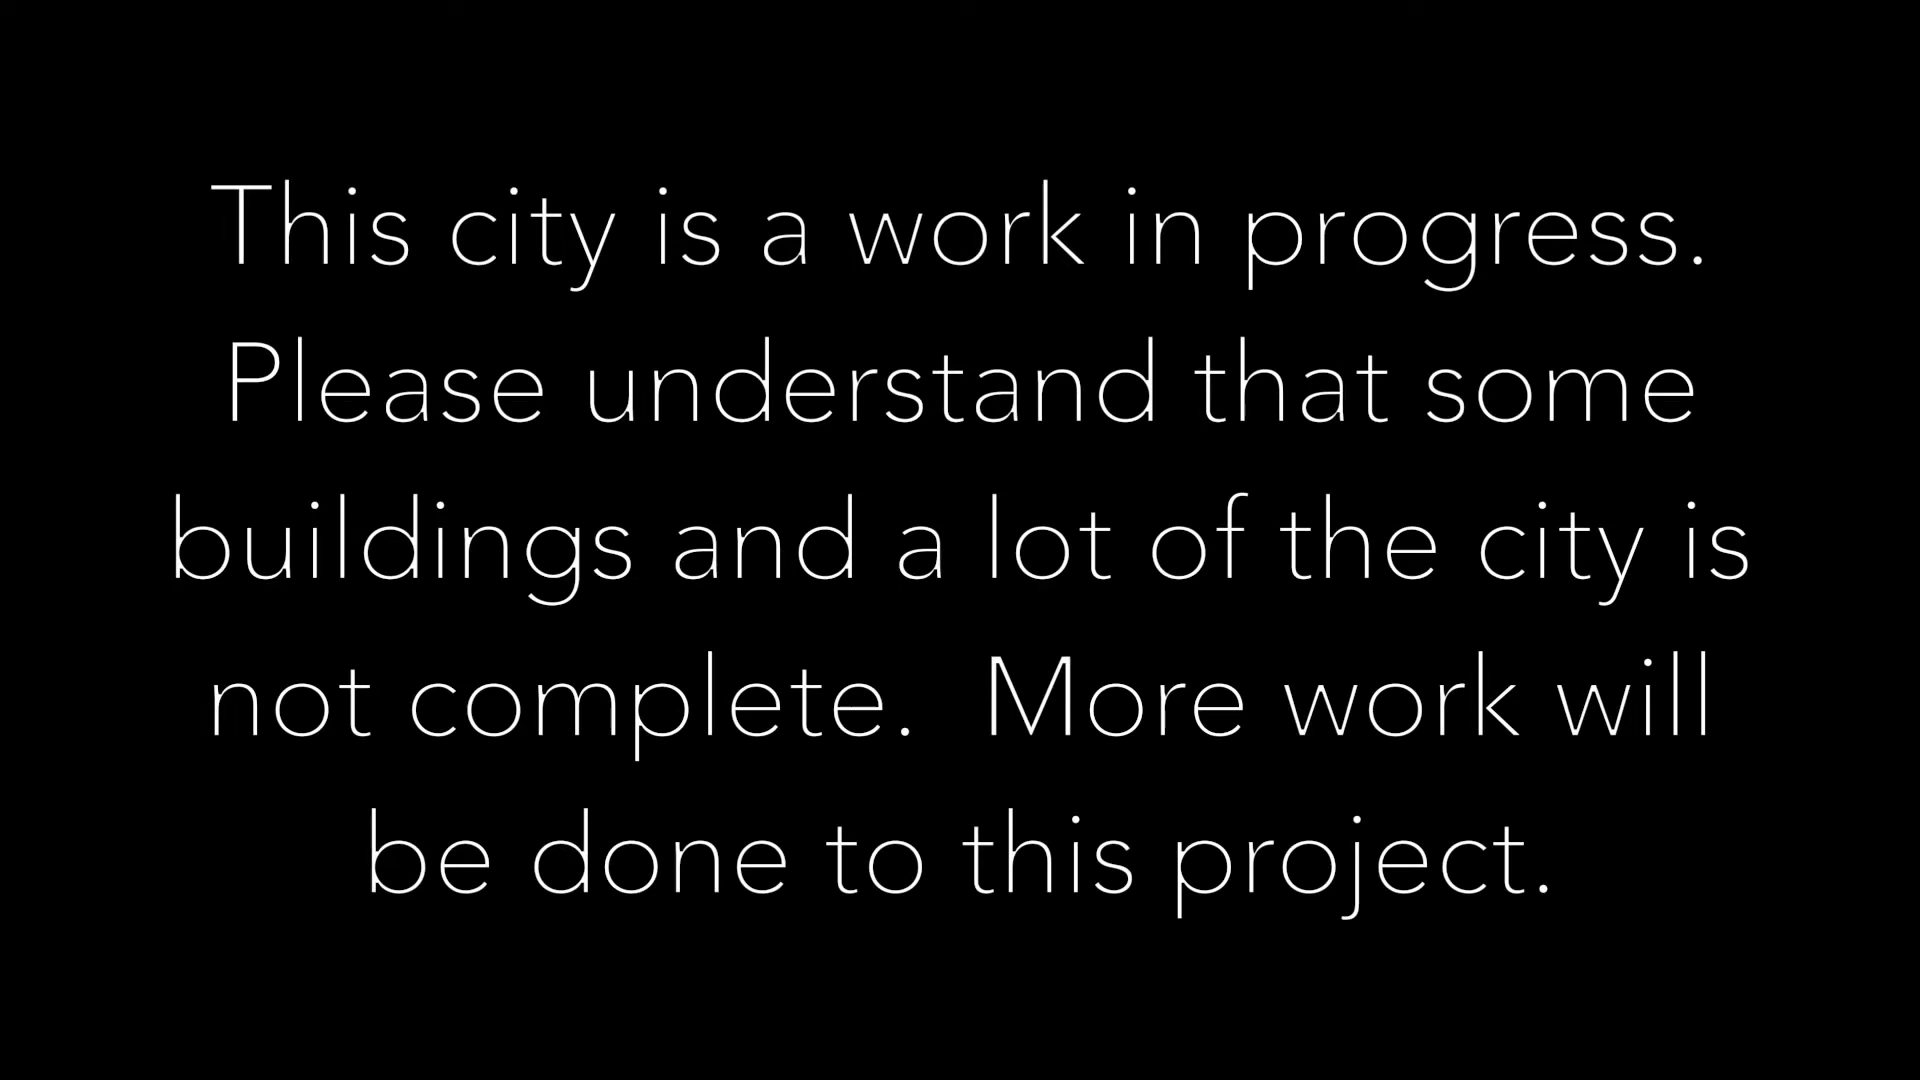 This city is a work in progress.
Please understand that some
buildings and a lot of the city is
not complete.  More work will
be done to this project.